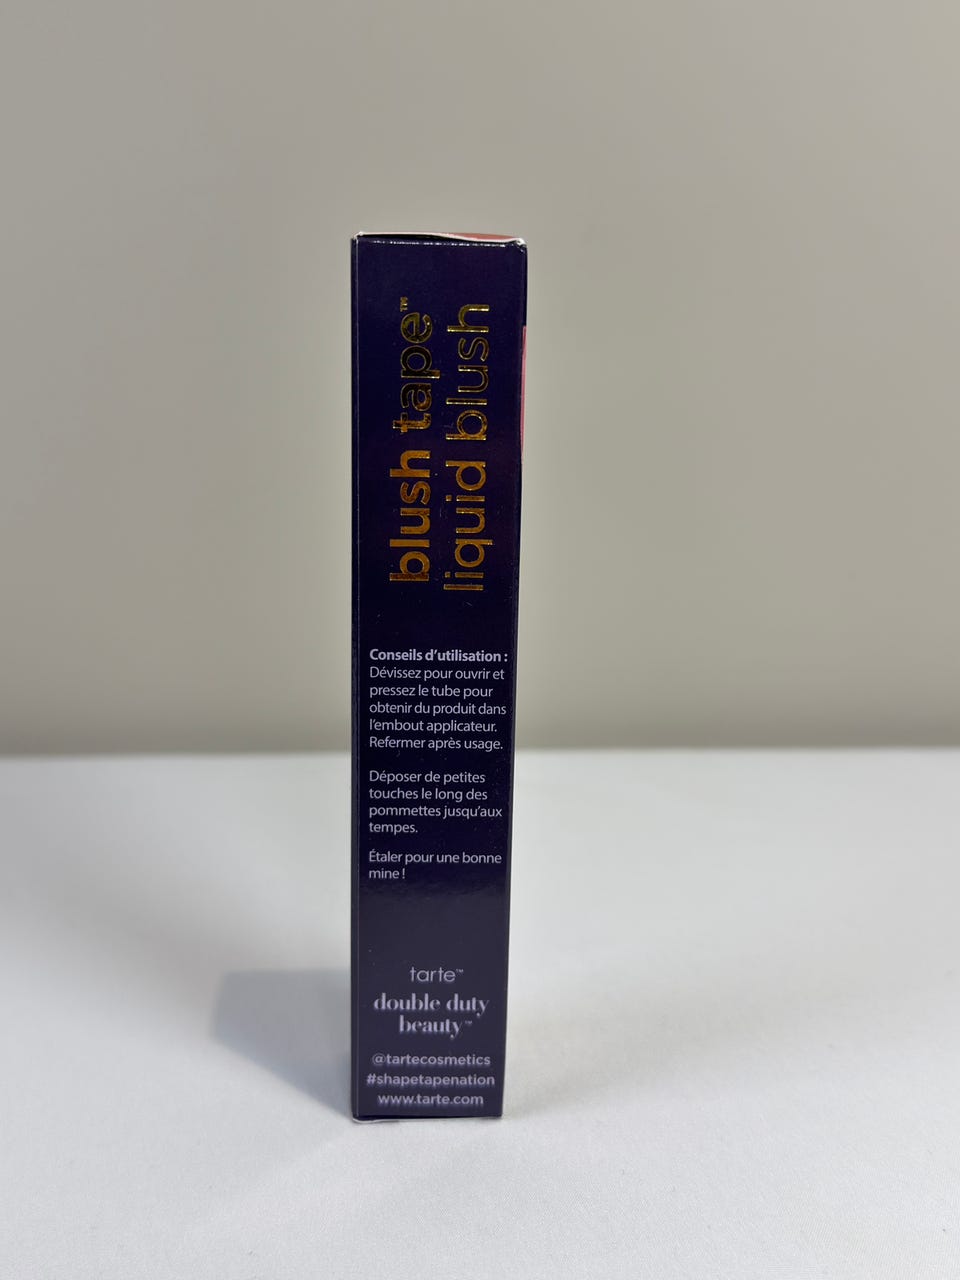 blush tape™
liquid blush
Conseils d'utilisation :
Dévissez pour ouvrir et
pressez le tube pour
obtenir du produit dans
l'embout applicateur.
Refermer après usage.
Déposer de petites
touches le long des
pommettes jusqu'aux
tempes.
Étaler pour une bonne
mine !
tarte™
double duty
beauty™
@tartecosmetics
#shapetapenation
www.tarte.com